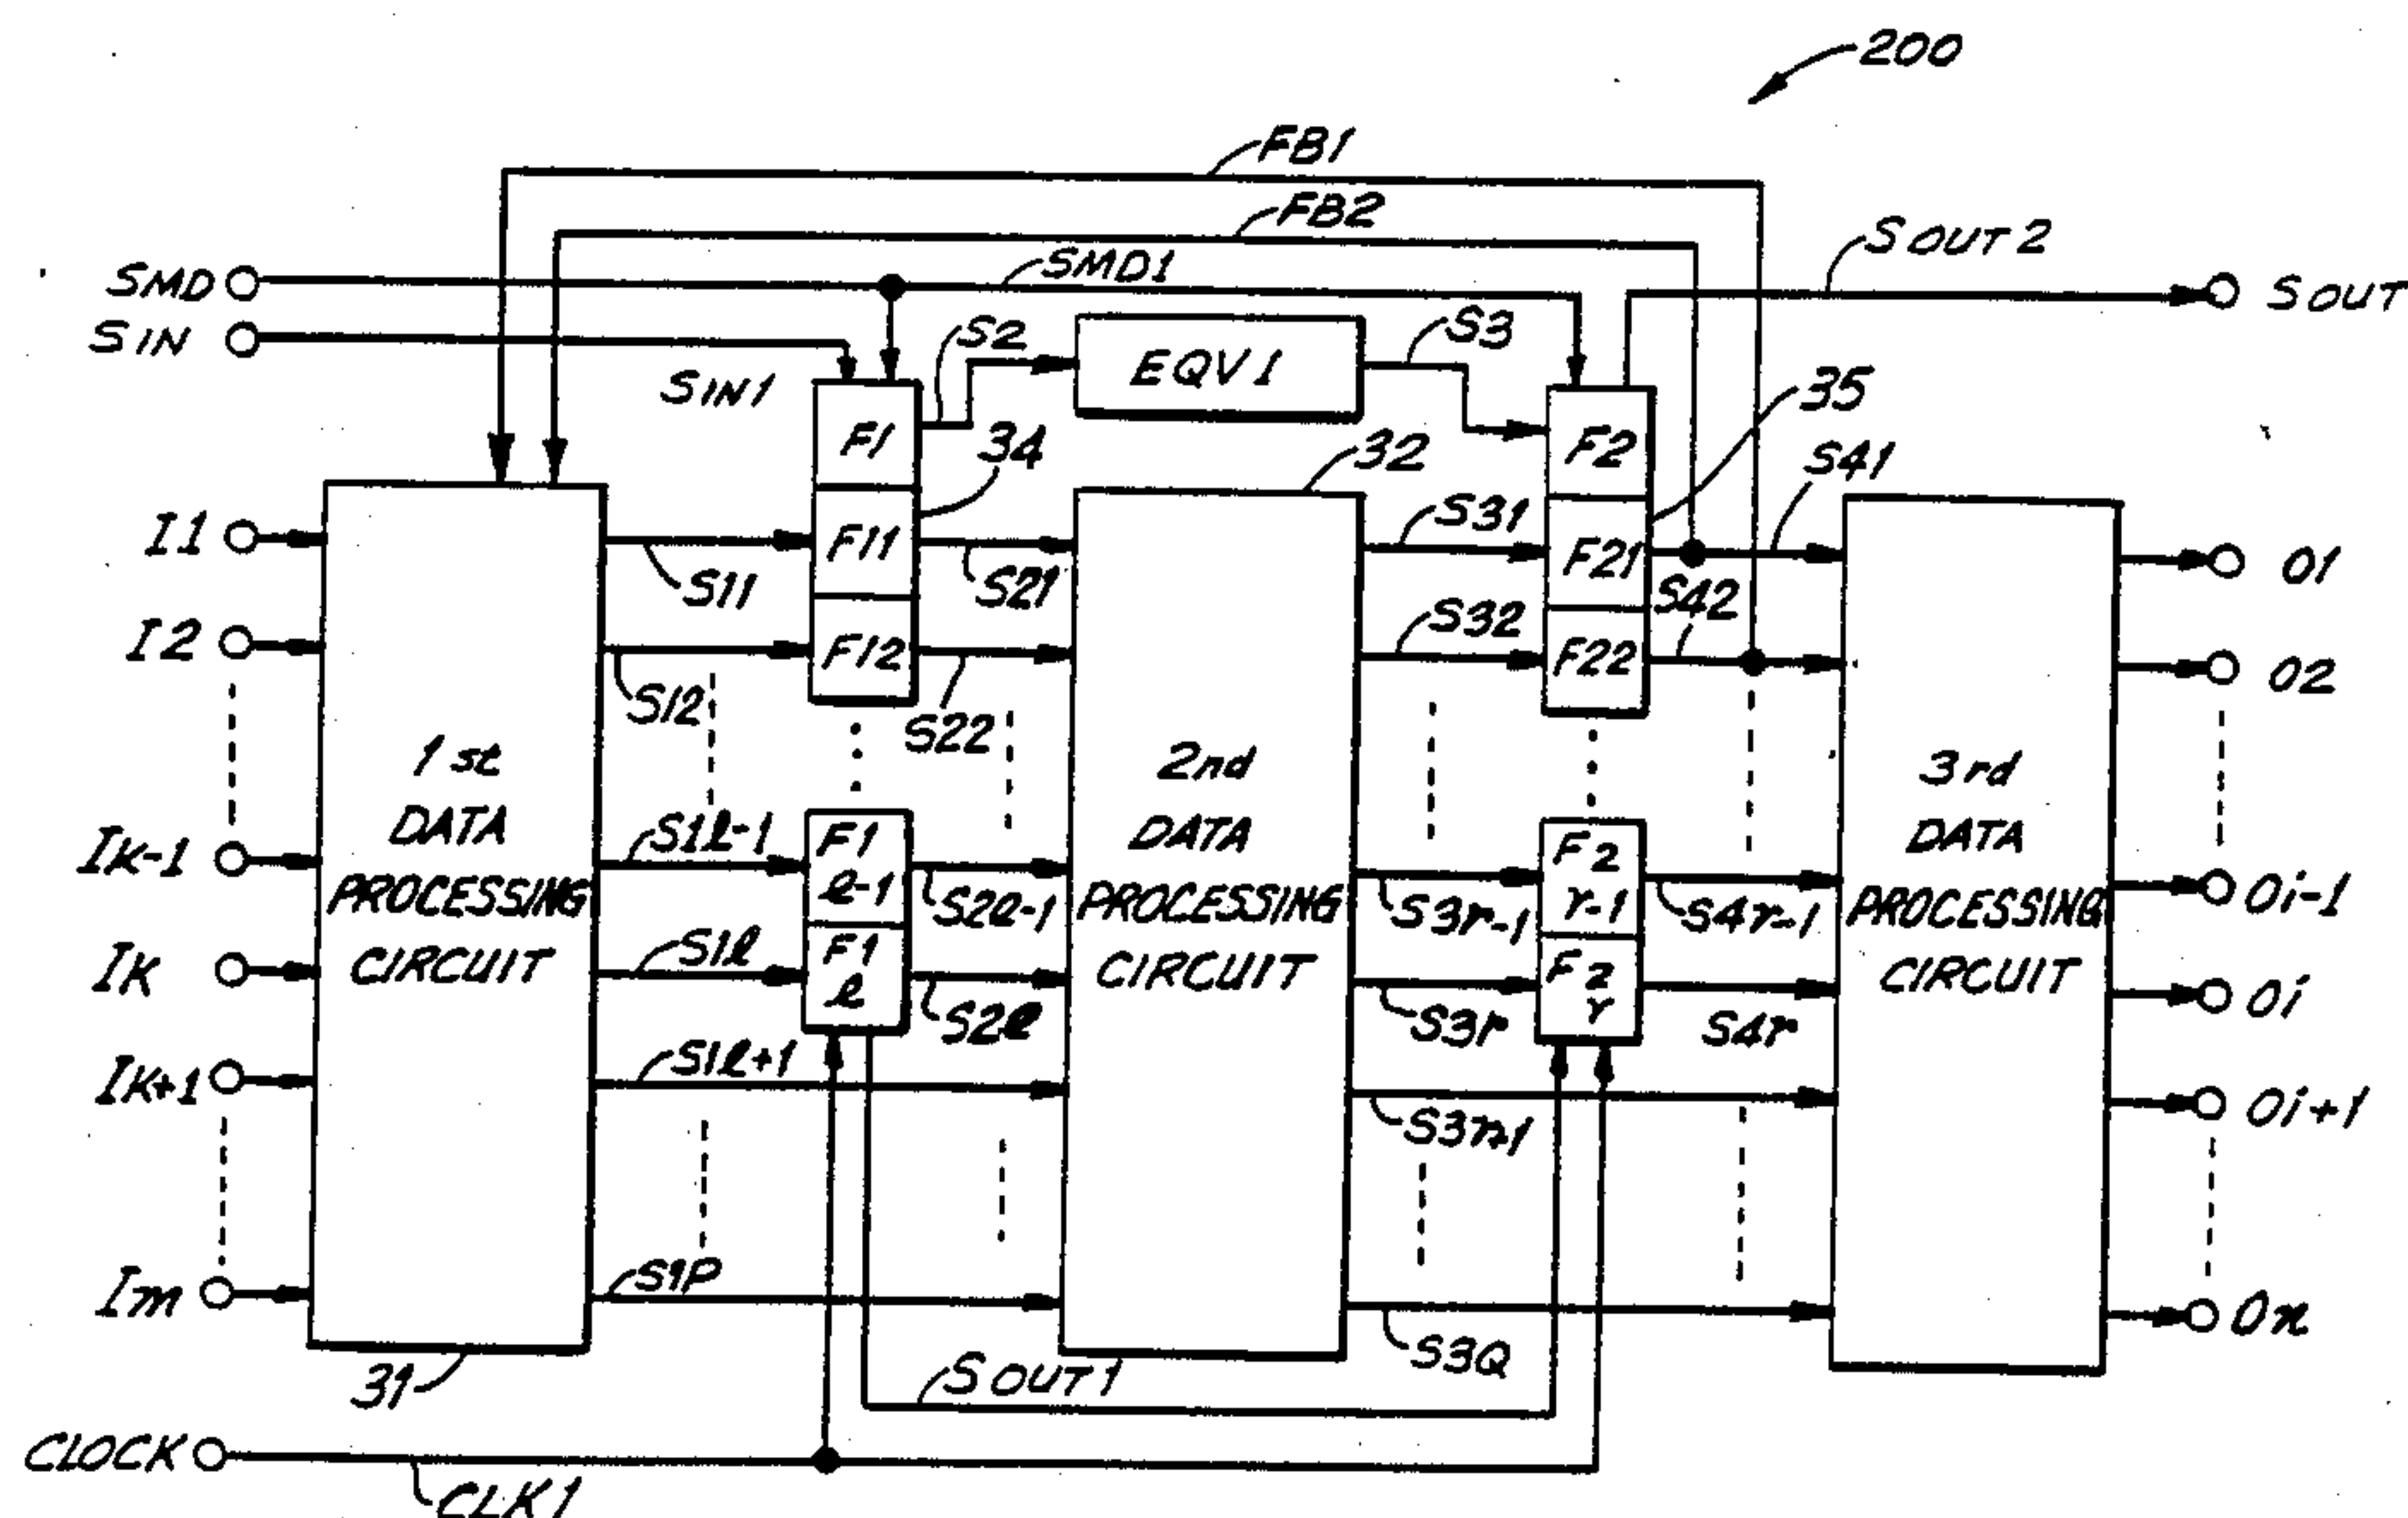 200
FB1
FB2
SMD
SMD1
S OUT 2
S OUT
SIN
S2
EQV1
S3
SIN1
35
F1
34
32
F2
S41
I1
S11
F11
S21
S31
F21
O1
I2
S12
F12
S22
S32
S42
F22
O2
1st
DATA
PROCESSING
CIRCUIT
2nd
DATA
PROCESSING
CIRCUIT
3rd
DATA
PROCESSING
CIRCUIT
IK-1
S1ℓ-1
F1
ℓ-1
S2ℓ-1
S3r-1
F2
r-1
S4r-1
Oi-1
IK
S1ℓ
F1
ℓ
S2ℓ
S3r
F2
r
S4r
Oi
IK+1
S1ℓ+1
S3r+1
Oi+1
Im
S1P
S3Q
On
31
S OUT 1
CLOCK
CLK1